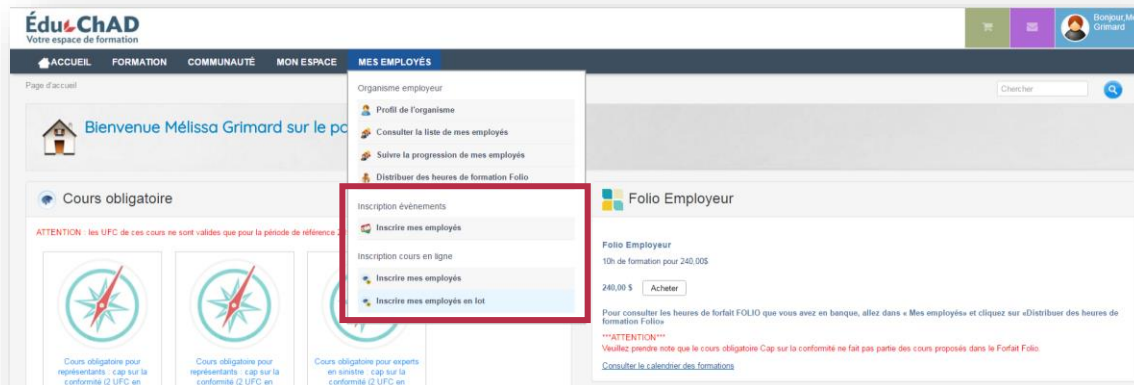 ÉduChAD
Votre espace de formation
Bonjour,Mé
Grimard
ACCUEIL FORMATION COMMUNAUTÉ MON ESPACE MES EMPLOYÉS
Page d'accueil
Chercher
Organisme employeur
Profil de l'organisme
Consulter la liste de mes employés
Suivre la progression de mes employés
Distribuer des heures de formation Folio
Inscription évènements
Inscrire mes employés
Inscription cours en ligne
Inscrire mes employés
Inscrire mes employés en lot
Bienvenue Mélissa Grimard sur le po
Cours obligatoire
ATTENTION : les UFC de ces cours ne sont valides que pour la période de référence 2
Cours obligatoire pour
représentants : cap sur la
conformité (2 UFC en
Cours obligatoire pour
représentants : cap sur la
conformité (2 UFC en
Cours obligatoire pour experts
en sinistre : cap sur la
conformité (2 UFC en
Folio Employeur
Folio Employeur
10h de formation pour 240,00$
240,00 $ Acheter
Pour consulter les heures de forfait FOLIO que vous avez en banque, allez dans « Mes employés» et cliquez sur «Distribuer des heures de
formation Folio»
***ATTENTION***
Veuillez prendre note que le cours obligatoire Cap sur la conformité ne fait pas partie des cours proposés dans le Forfait Folio.
Consulter le calendrier des formations